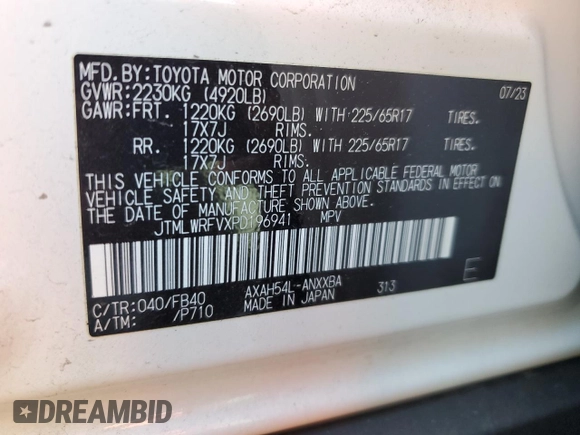 MFD.BY:TOYOTA MOTOR CORPORATION 07/23
GVWR:2230KG (4920LB)
GAWR:FRT. 1220KG (2690LB) WITH 225/65R17 TIRES.
17X7J RIMS.
RR. 1220KG (2690LB) WITH 225/65R17 TIRES.
17X7J RIMS.
THIS VEHICLE CONFORMS TO ALL APPLICABLE FEDERAL MOTOR
VEHICLE SAFETY AND THEFT PREVENTION STANDARDS IN EFFECT ON
THE DATE OF MANUFACTURE SHOWN ABOVE.
JTMLWRFVXPD196941 MPV
C/TR:040/FB40 AXAH54L-ANXXBA 313 E
A/TM: /P710 MADE IN JAPAN
DREAMBID